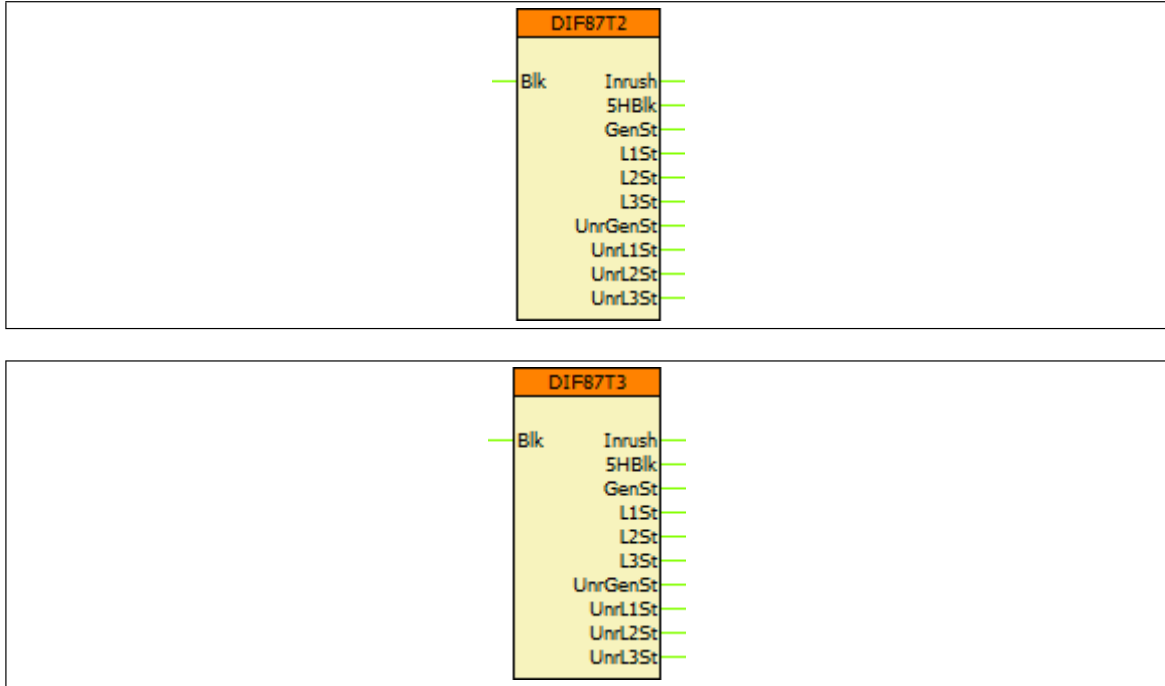 DIF87T2
Blk Inrush
5HBlk
GenSt
L1St
L2St
L3St
UnrGenSt
UnrL1St
UnrL2St
UnrL3St
DIF87T3
Blk Inrush
5HBlk
GenSt
L1St
L2St
L3St
UnrGenSt
UnrL1St
UnrL2St
UnrL3St